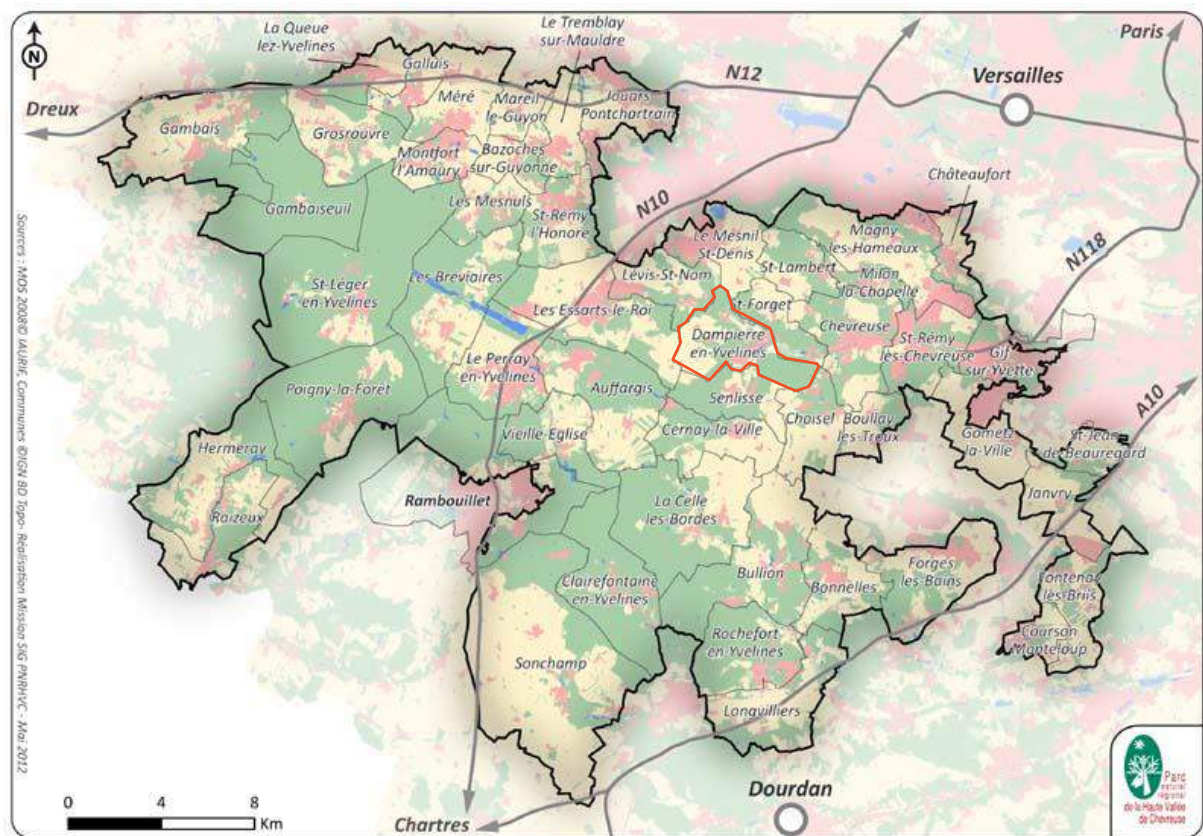 La Queue
lez-Yvelines
Le Tremblay
sur-Mauldre
Paris
N
Galluis
N12
Versailles
Dreux
Méré
Mareil
le-Guyon
Jouars
Pontchartrain
Gambais
Grosrouvre
Montfort
l'Amaury
Bazoches
sur-Guyonne
Châteaufort
Gambaiseuil
Les Mesnuls
St-Rémy
l'Honoré
N10
N118
Le Mesnil
St-Denis
Magny
les-Hameaux
Lévis-St-Nom
St-Lambert
Milon
la-Chapelle
St-Léger
en-Yvelines
Les Breviaires
Les Essarts-le-Roi
St-Forget
Dampierre
en-Yvelines
Chevreuse
St-Rémy
lès-Chevreuse
Gif
sur-Yvette
Le Perray
en-Yvelines
Auffargis
Senlisse
A10
Poigny-la-Forêt
Choisel
Boullay
les-Troux
Vieille-Eglise
Cernay-la-Ville
Gometz
la-Ville
St-Jean
de-Beauregard
Hermeray
Rambouillet
La Celle
les-Bordes
Janvry
Raizeux
Clairefontaine
en-Yvelines
Bullion
Bonnelles
Forges
les-Bains
Fontenay
lès-Briis
Rochefort
en-Yvelines
Courson
Monteloup
Sonchamp
Longvilliers
Dourdan
Chartres
0 4 8
Km
Parc
naturel
régional
de la Haute Vallée
de Chevreuse
Sources : MOS 2008© IAURIF, Communes ©IGN BD Topo- Réalisation Mission SIG PNRHVC - Mai 2012